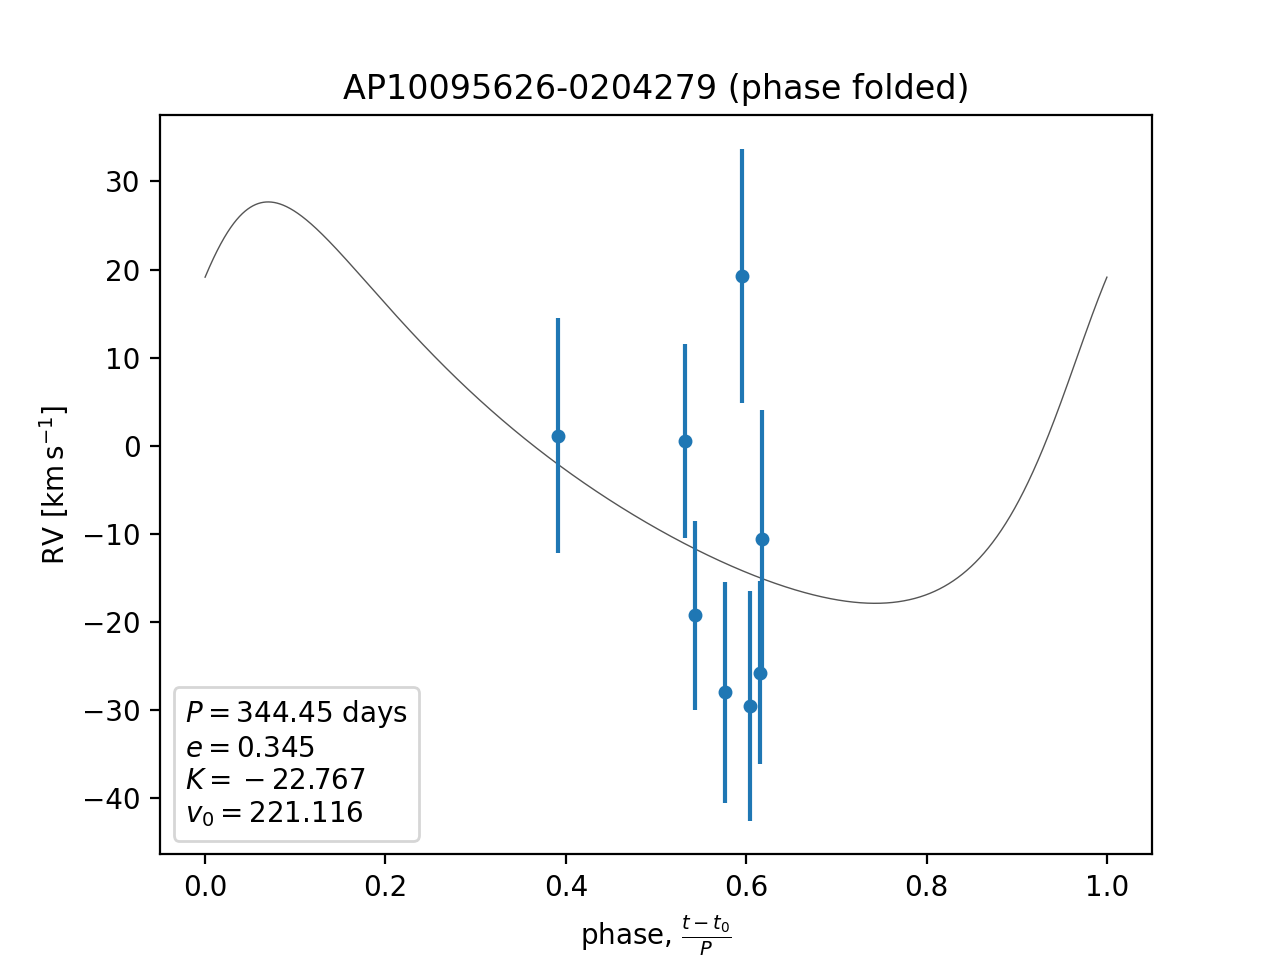 AP10095626-0204279 (phase folded)
30
20
10
0
−10
−20
−30
−40
RV [km s⁻¹]
P = 344.45 days
e = 0.345
K = −22.767
v₀ = 221.116
0.0 0.2 0.4 0.6 0.8 1.0
phase, (t − t₀)/P